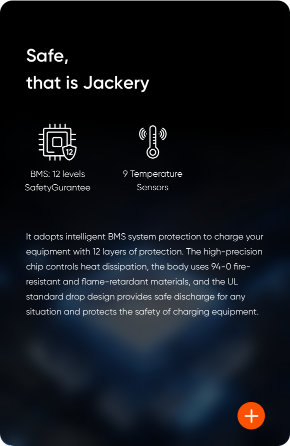 Safe,
that is Jackery
12
BMS: 12 levels
SafetyGurantee
9 Temperature
Sensors
It adopts intelligent BMS system protection to charge your
equipment with 12 layers of protection. The high-precision
chip controls heat dissipation, the body uses 94-0 fire-
resistant and flame-retardant materials, and the UL
standard drop design provides safe discharge for any
situation and protects the safety of charging equipment.